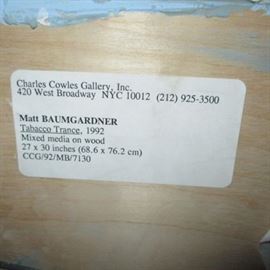 Charles Cowles Gallery, Inc.
420 West Broadway NYC 10012 (212) 925-3500
Matt BAUMGARDNER
Tabacco Trance, 1992
Mixed media on wood
27 x 30 inches (68.6 x 76.2 cm)
CCG/92/MB/7130